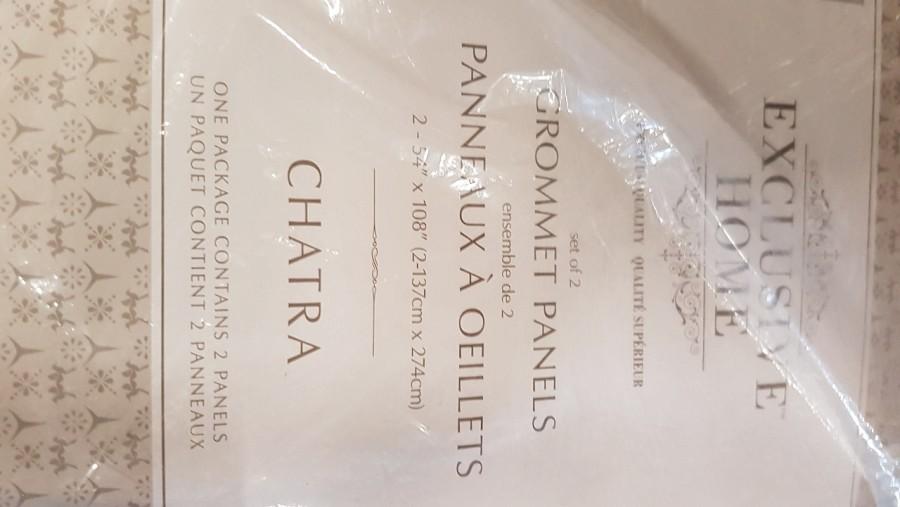 EXCLUSIVE
HOME
QUALITY QUALITÉ SUPÉRIEUR
set of 2
GROMMET PANELS
ensemble de 2
PANNEAUX À OEILLETS
2 - 54" x 108" (2-137cm x 274cm)
CHATRA
ONE PACKAGE CONTAINS 2 PANELS
UN PAQUET CONTIENT 2 PANNEAUX